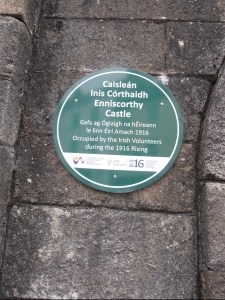 Caisleán
Inis Córthaidh
Enniscorthy
Castle
Gafa ag Óglaigh na hÉireann
le linn Éirí Amach 1916
Occupied by the Irish Volunteers
during the 1916 Rising
16